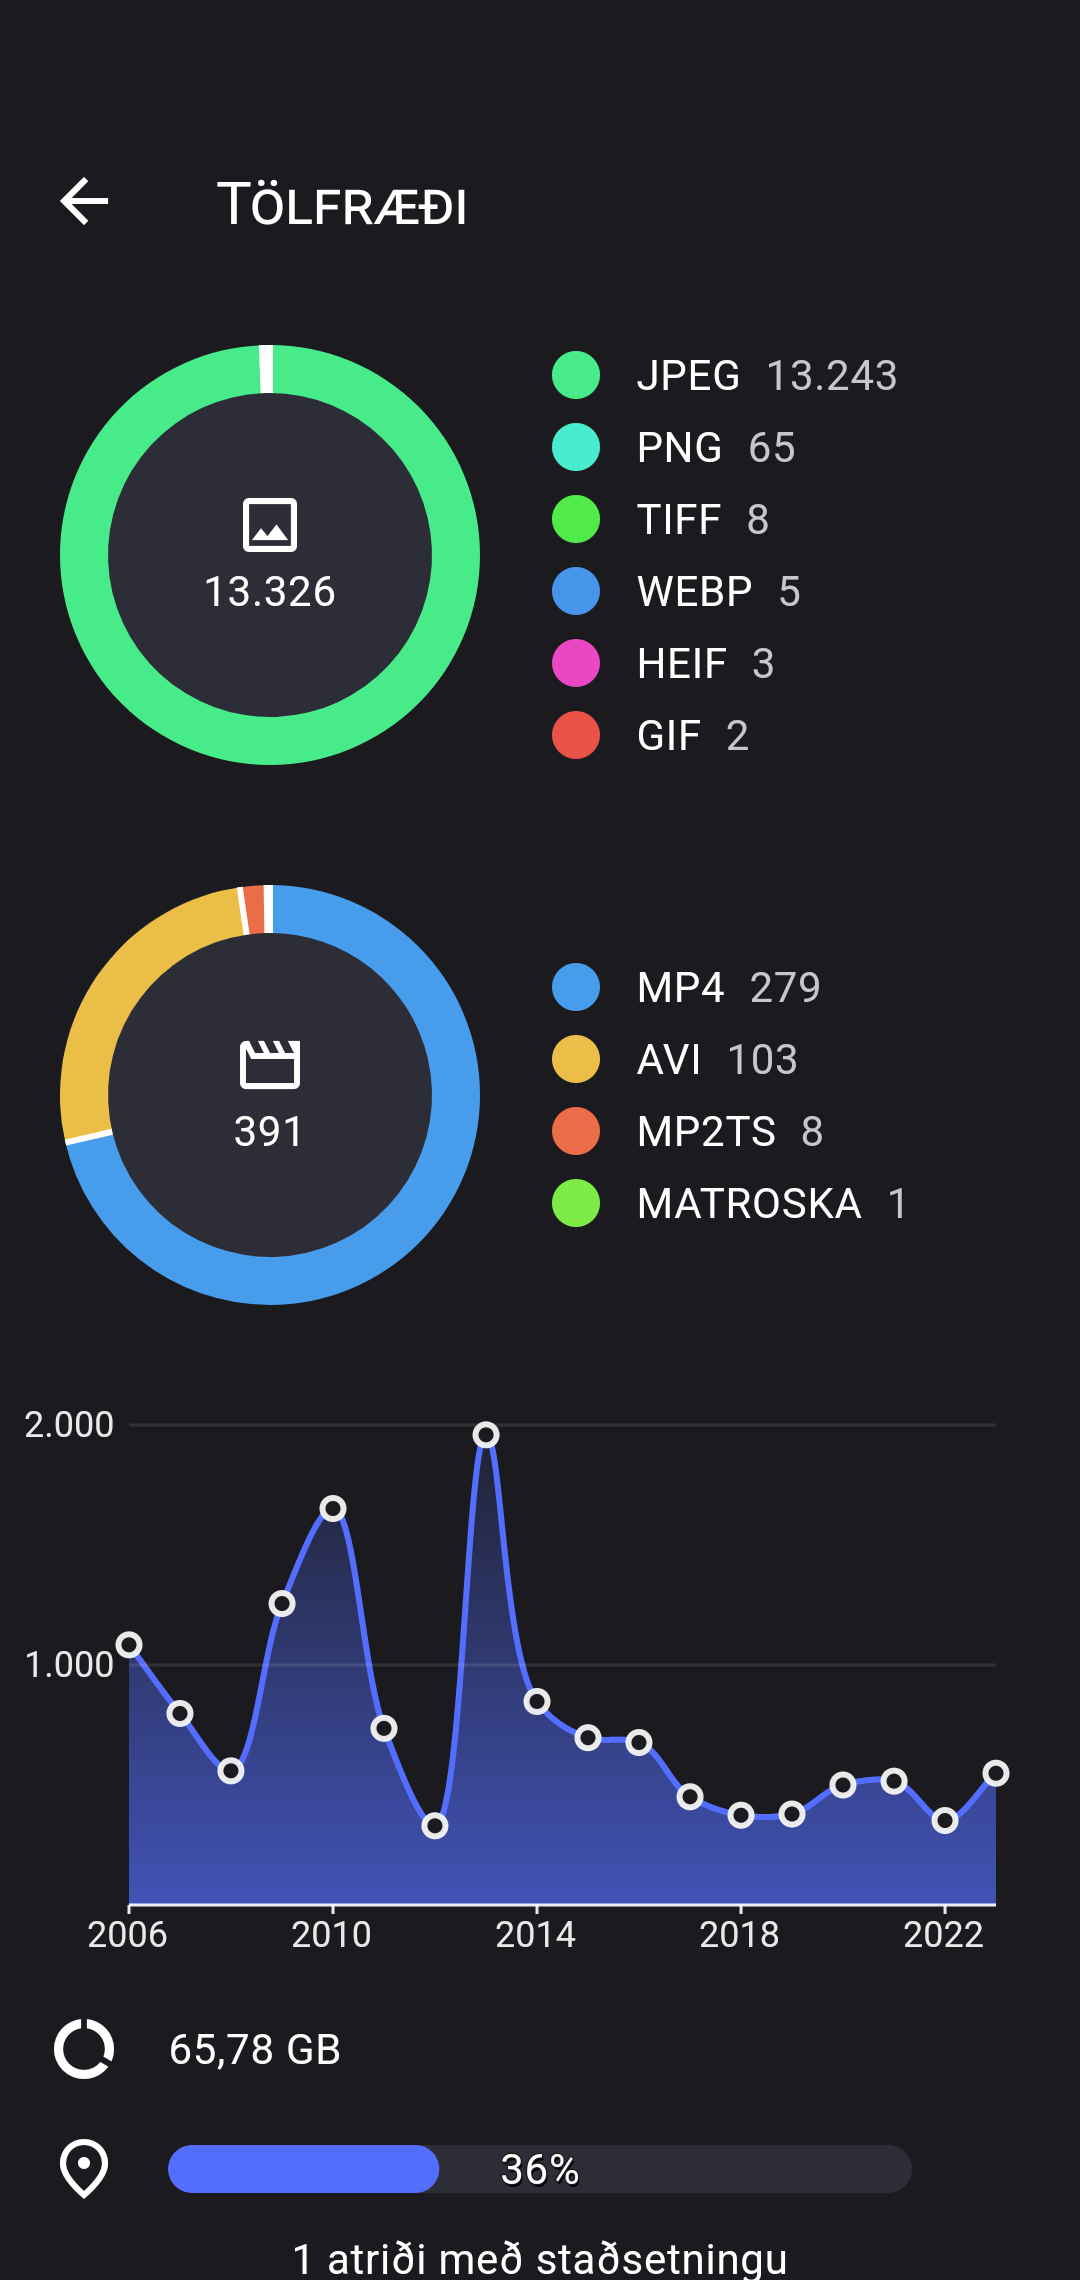 Tölfræði
JPEG 13.243
PNG 65
TIFF 8
WEBP 5
HEIF 3
GIF 2
13.326
MP4 279
AVI 103
MP2TS 8
MATROSKA 1
391
2.000
1.000
2006 2010 2014 2018 2022
65,78 GB
36%
1 atriði með staðsetningu